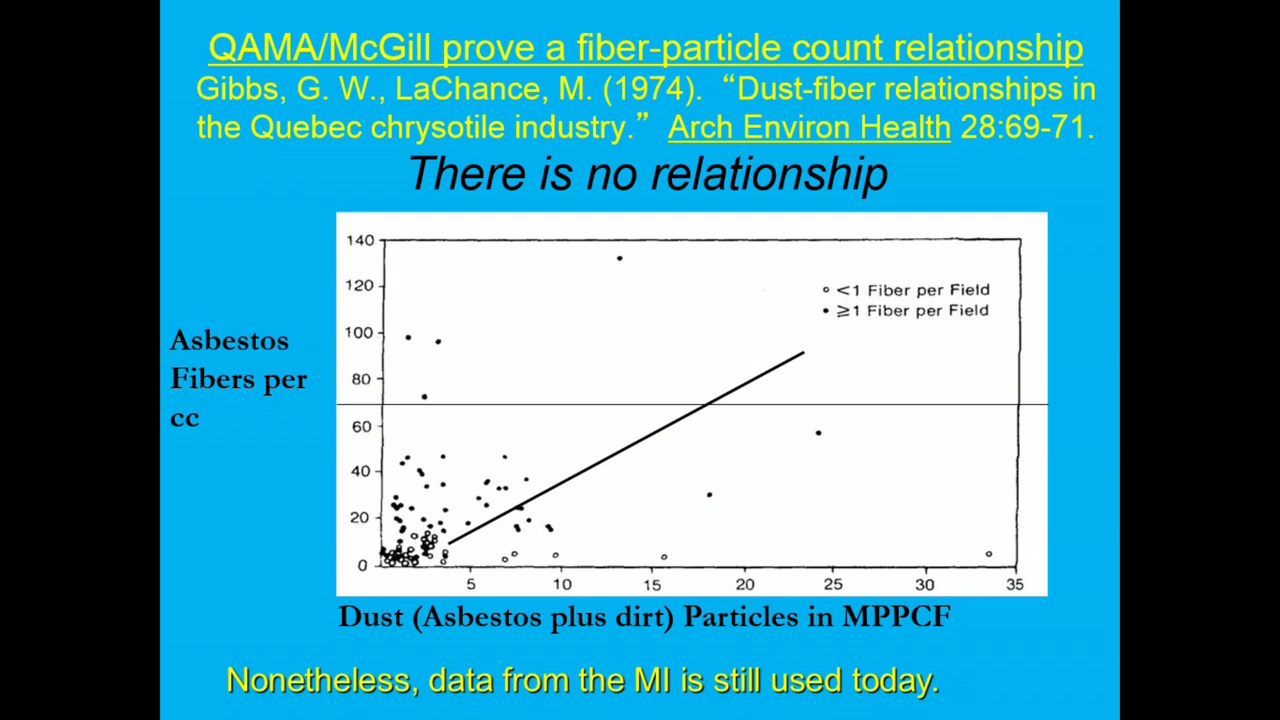 QAMA/McGill prove a fiber-particle count relationship
Gibbs, G. W., LaChance, M. (1974). “Dust-fiber relationships in
the Quebec chrysotile industry.” Arch Environ Health 28:69-71.
There is no relationship
140
120
100
80
60
40
20
0
○ <1 Fiber per Field
• ≥1 Fiber per Field
Asbestos
Fibers per
cc
5 10 15 20 25 30 35
Dust (Asbestos plus dirt) Particles in MPPCF
Nonetheless, data from the MI is still used today.